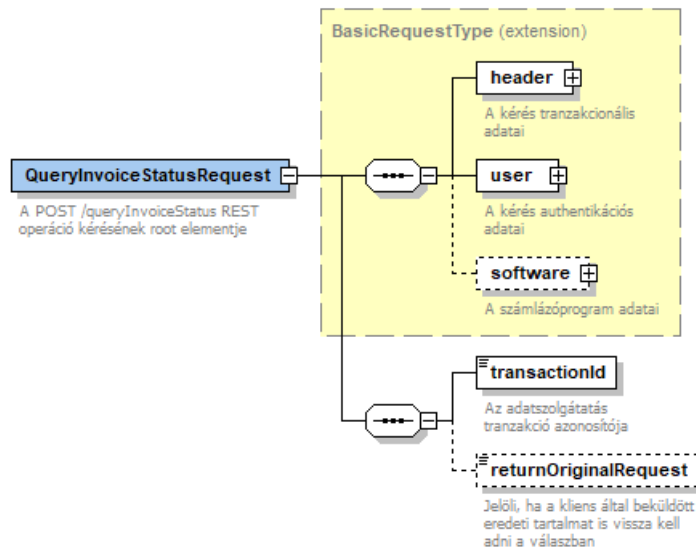 BasicRequestType (extension)
header
A kérés tranzakcionális
adatai
QueryInvoiceStatusRequest
A POST /queryInvoiceStatus REST
operáció kérésének root elementje
user
A kérés authentikációs
adatai
software
A számlázóprogram adatai
transactionId
Az adatszolgátatás
tranzakció azonosítója
returnOriginalRequest
Jelöli, ha a kliens által beküldött
eredeti tartalmat is vissza kell
adni a válaszban